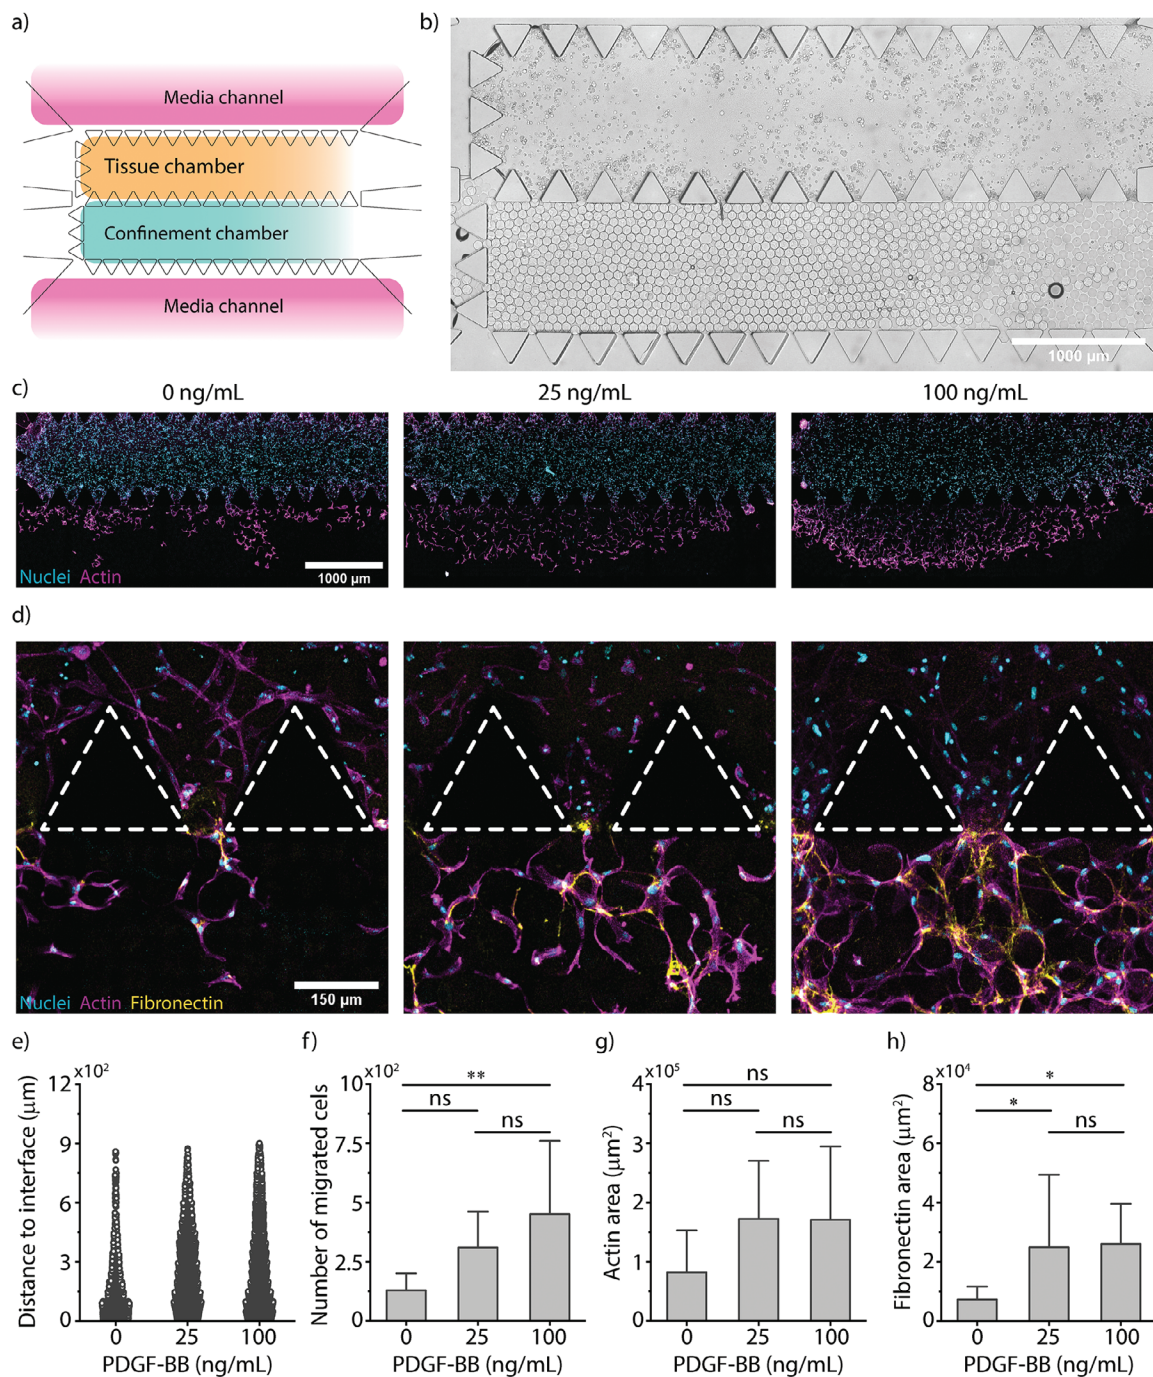 a)
Media channel
Tissue chamber
Confinement chamber
Media channel
b)
1000 µm
c)
0 ng/mL
25 ng/mL
100 ng/mL
Nuclei Actin
1000 µm
d)
Nuclei Actin Fibronectin
150 µm
e)
×10²
Distance to interface (μm)
12
9
6
3
0
0 25 100
PDGF-BB (ng/mL)
f)
×10²
Number of migrated cels
10
7.5
5
2.5
0
**
ns
ns
0 25 100
PDGF-BB (ng/mL)
g)
×10⁵
Actin area (μm²)
4
3
2
1
0
ns
ns
ns
0 25 100
PDGF-BB (ng/mL)
h)
×10⁴
Fibronectin area (μm²)
8
6
4
2
0
*
*
ns
0 25 100
PDGF-BB (ng/mL)